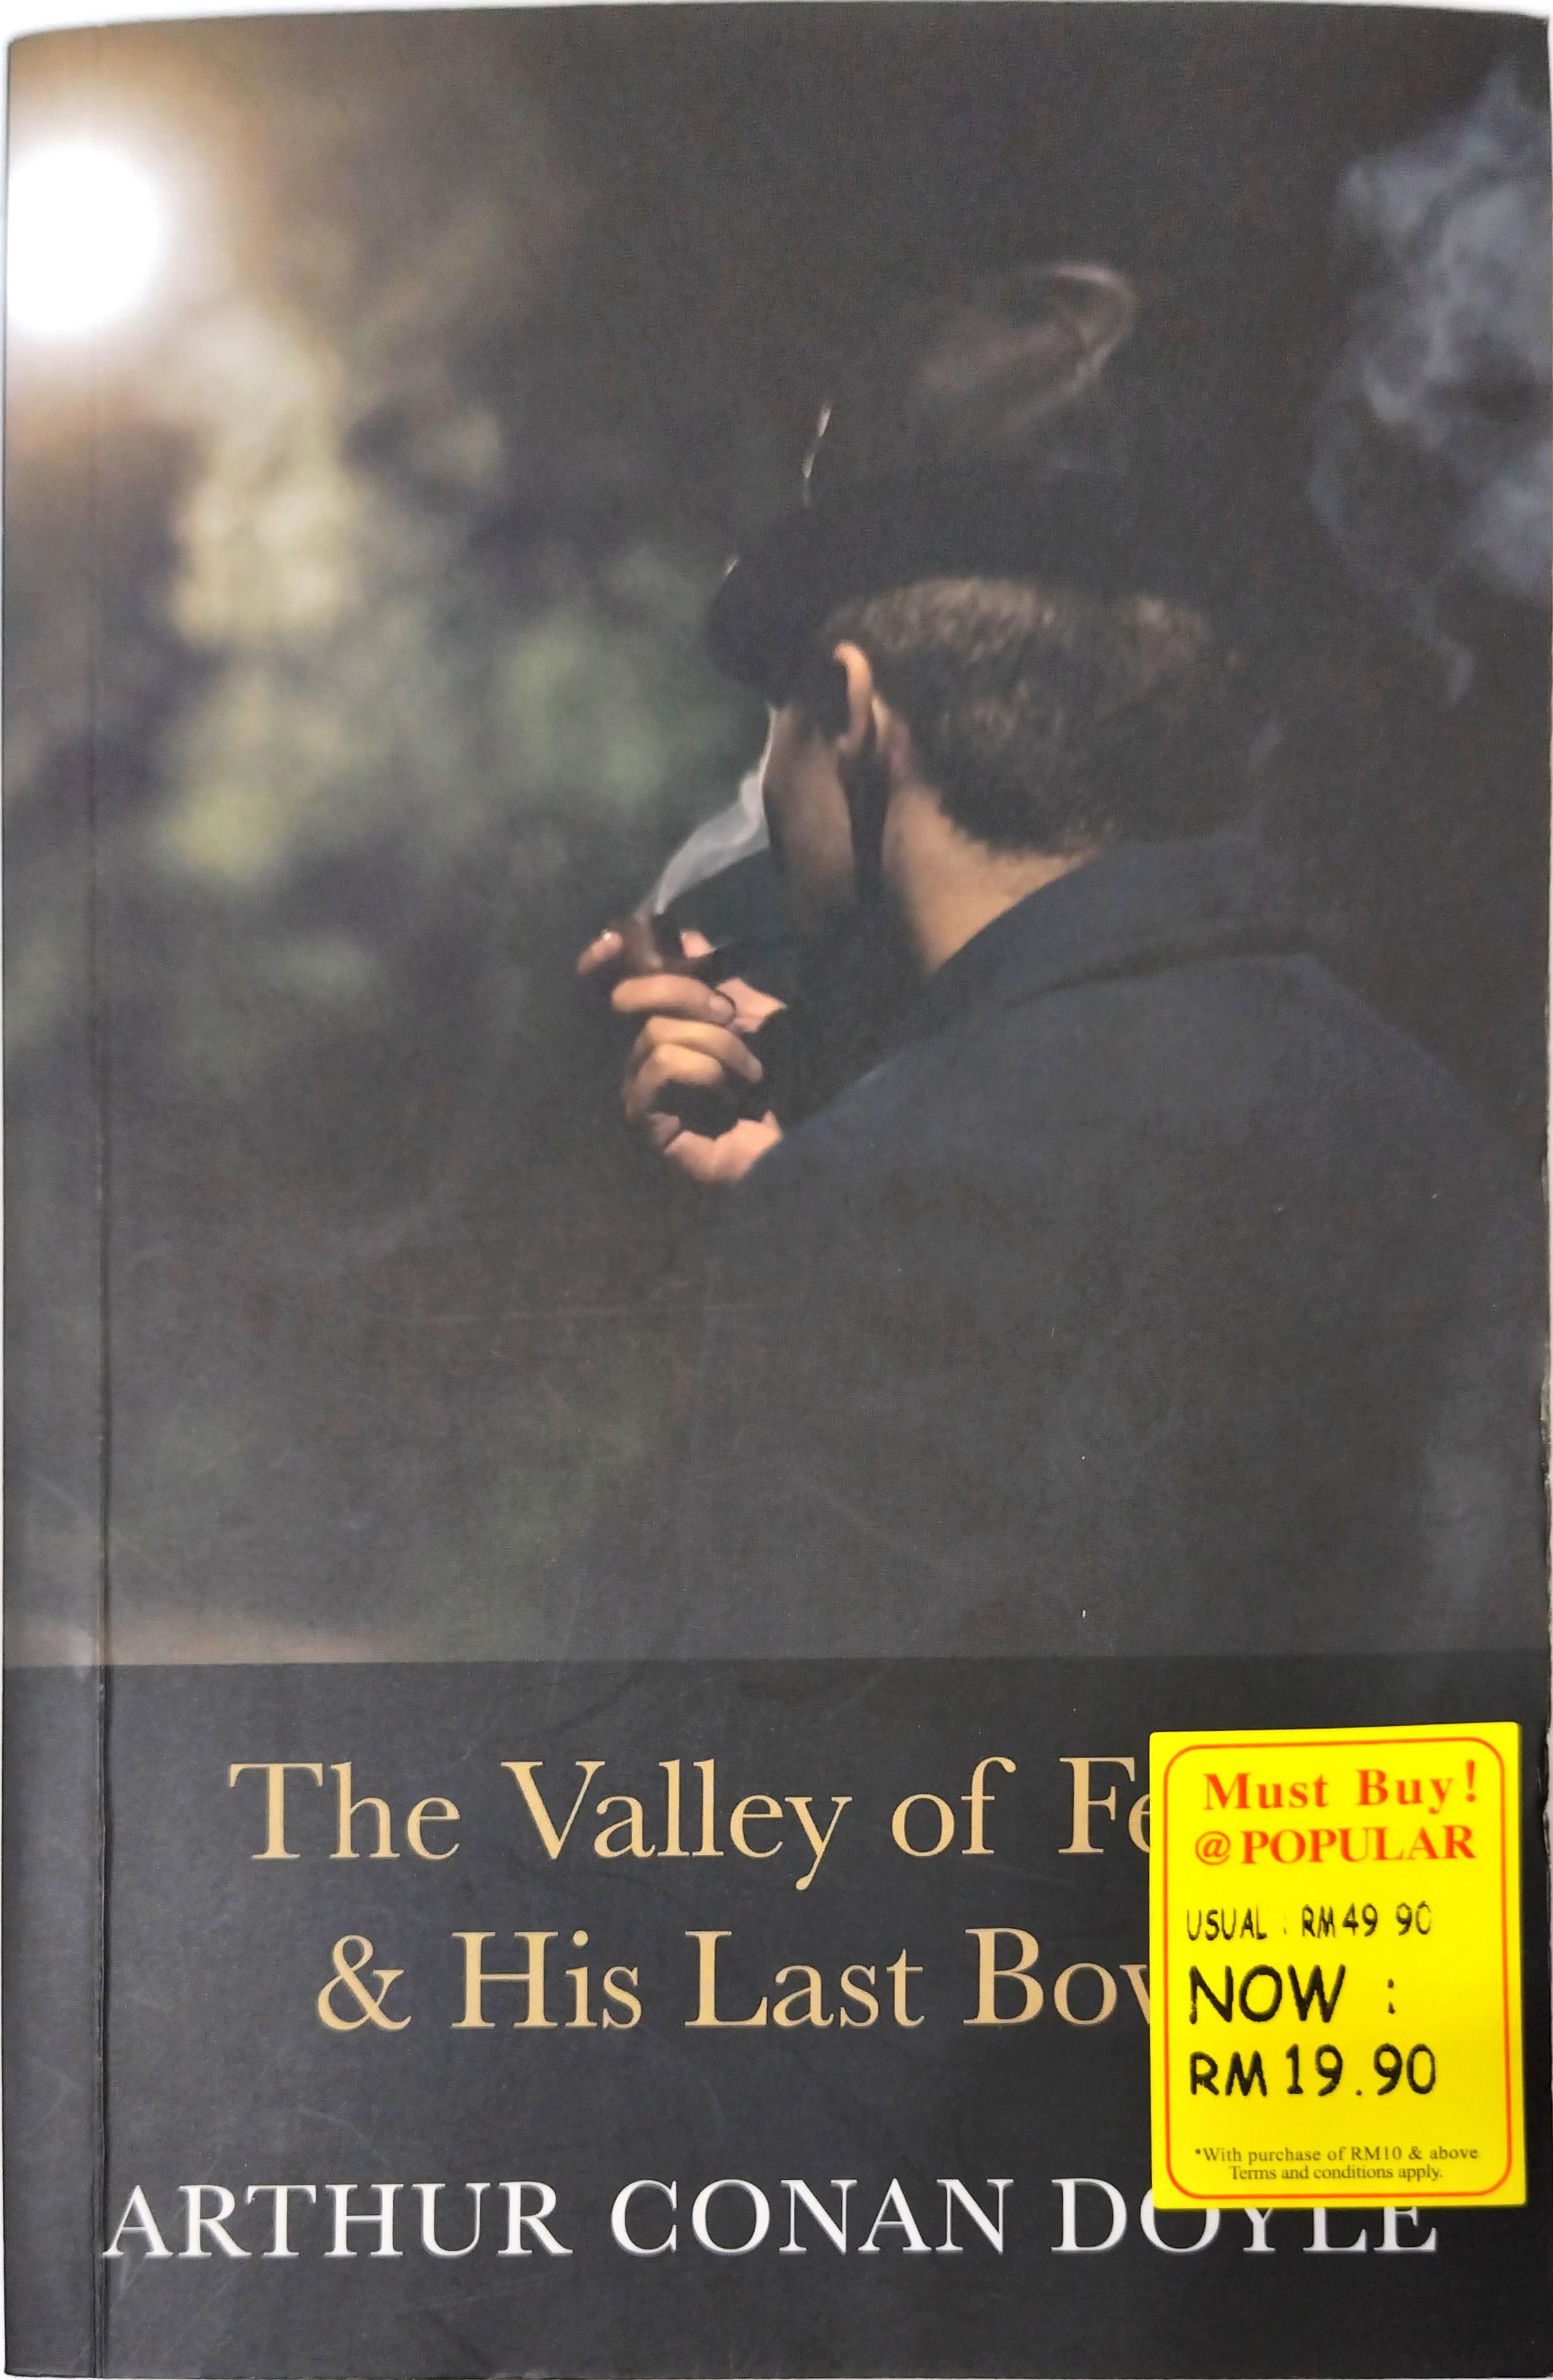 The Valley of Fe
& His Last Bow
ARTHUR CONAN DOYLE
Must Buy!
@POPULAR
USUAL : RM49 90
NOW :
RM19.90
*With purchase of RM10 & above.
Terms and conditions apply.